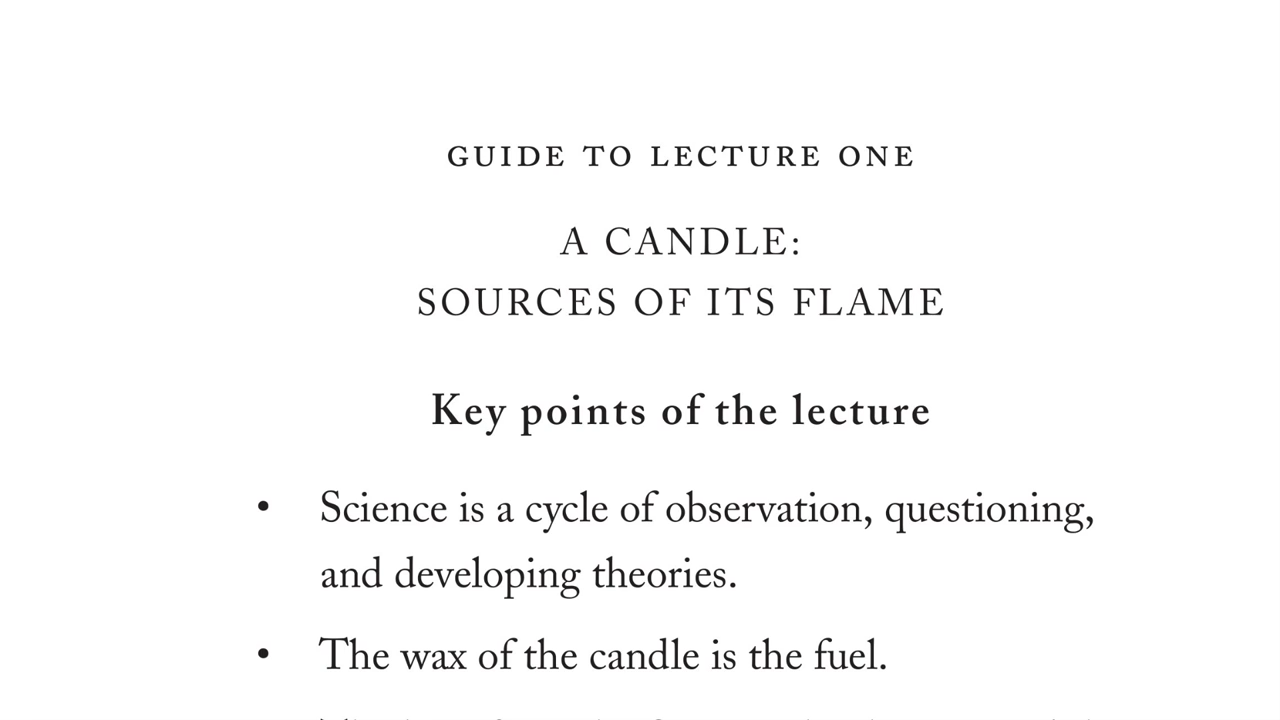 GUIDE TO LECTURE ONE
A CANDLE:
SOURCES OF ITS FLAME
Key points of the lecture
• Science is a cycle of observation, questioning,
and developing theories.
• The wax of the candle is the fuel.